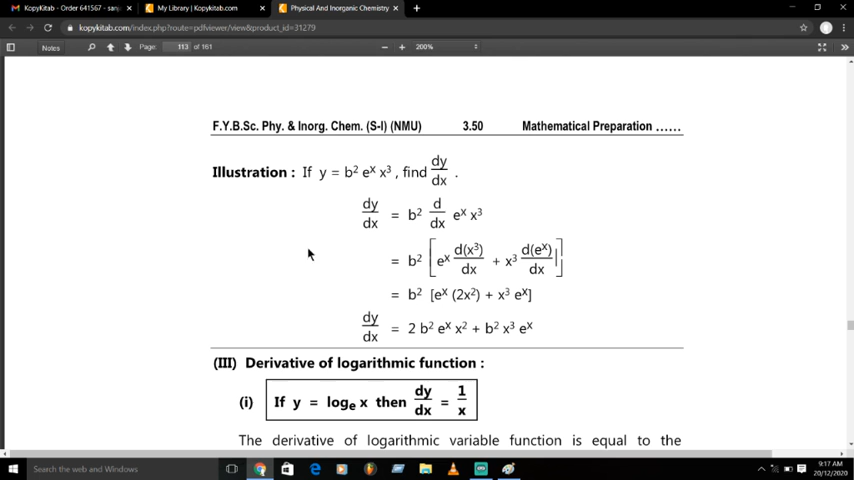 KopyKitab - Order 641567 - sanj
My Library | Kopykitab.com
Physical And Inorganic Chemistry
kopykitab.com/index.php?route=pdfviewer/view&product_id=31279
Notes
Page: 113 of 161
200%
F.Y.B.Sc. Phy. & Inorg. Chem. (S-I) (NMU) 3.50 Mathematical Preparation ......
Illustration : If y = b² eˣ x³ , find dy/dx .
dy/dx = b² d/dx eˣ x³
= b² [eˣ d(x³)/dx + x³ d(eˣ)/dx]
= b² [eˣ (2x²) + x³ eˣ]
dy/dx = 2 b² eˣ x² + b² x³ eˣ
(III) Derivative of logarithmic function :
(i) If y = logₑ x then dy/dx = 1/x
The derivative of logarithmic variable function is equal to the
Search the web and Windows
9:17 AM
20/12/2020